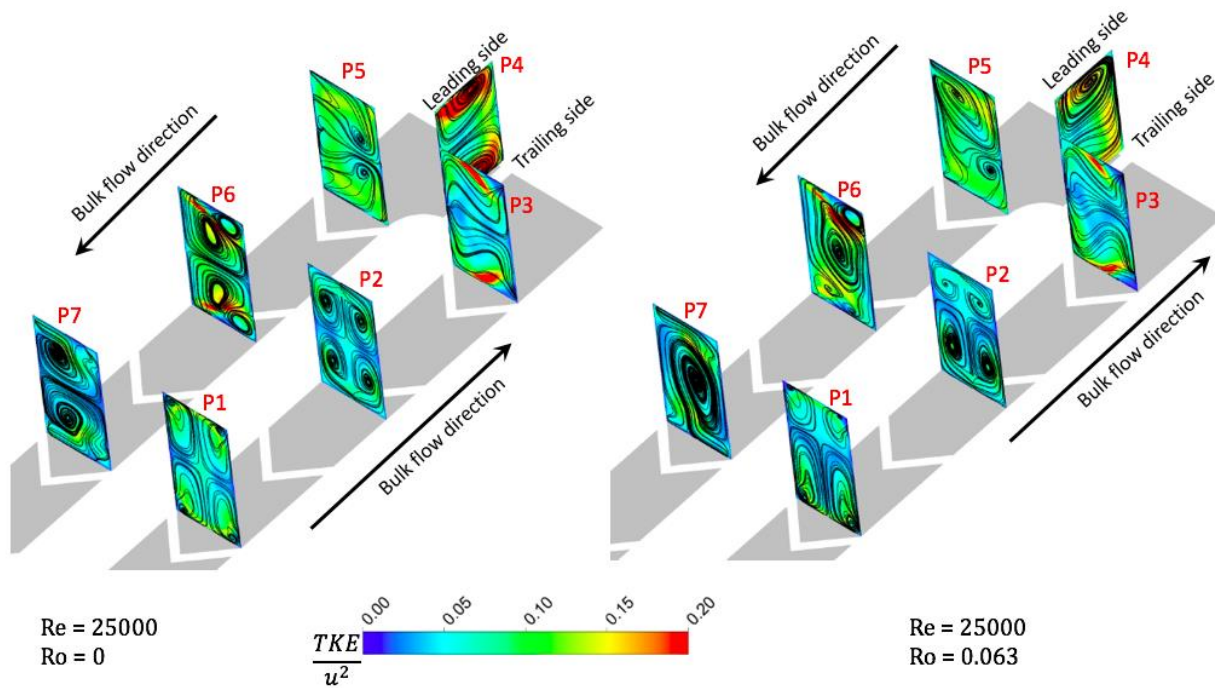 P5
Leading side
P4
Trailing side
Bulk flow direction
P6
P3
P2
P7
P1
Bulk flow direction
P5
Leading side
P4
Trailing side
Bulk flow direction
P6
P3
P2
P7
P1
Bulk flow direction
Re = 25000
Ro = 0
TKE
u²
0.00
0.05
0.10
0.15
0.20
Re = 25000
Ro = 0.063